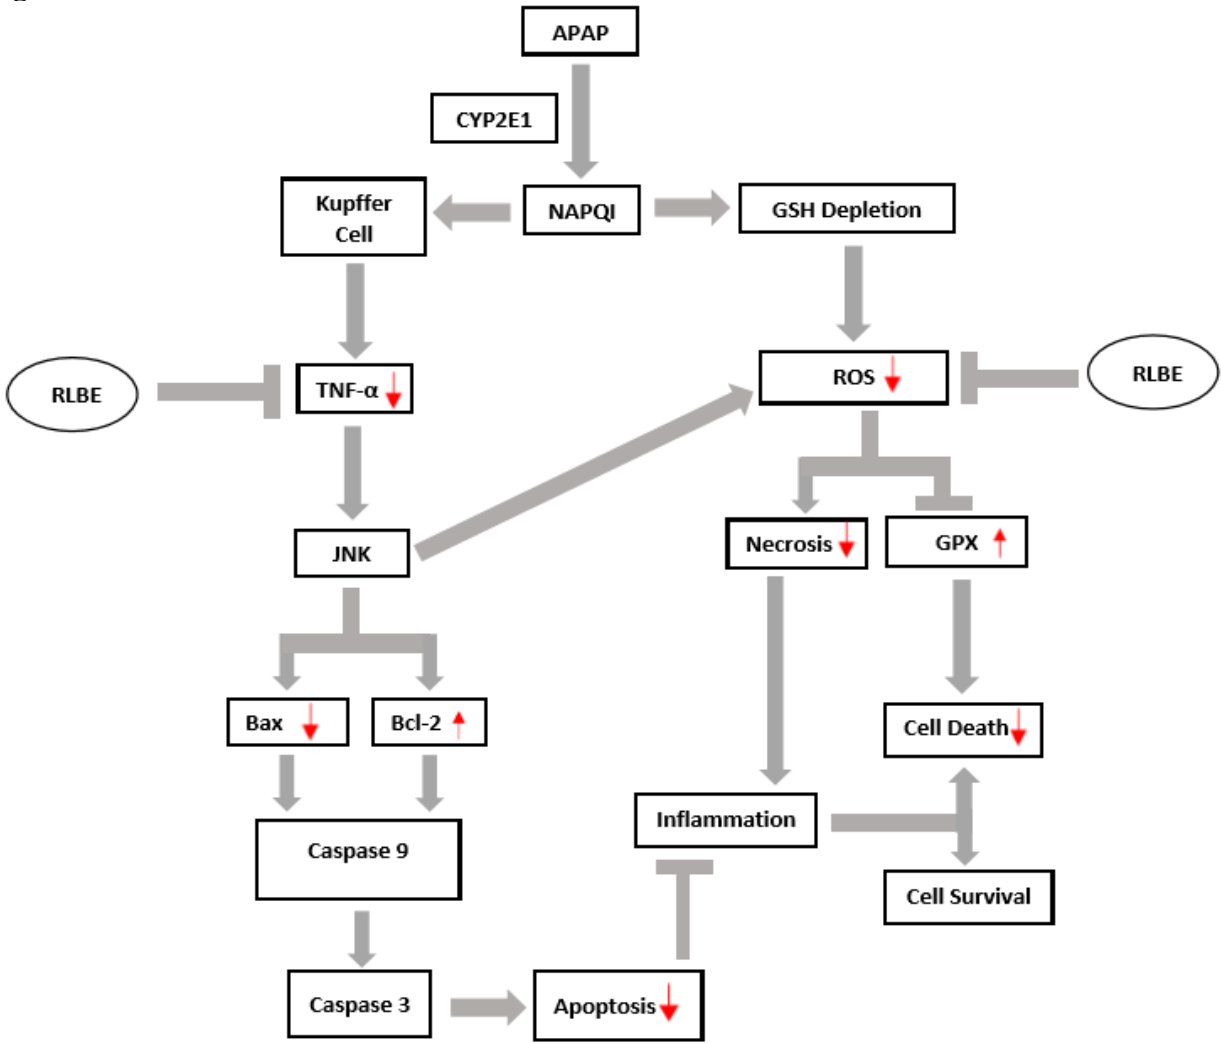 APAP
CYP2E1
Kupffer
Cell
NAPQI
GSH Depletion
RLBE
TNF-α
ROS
RLBE
JNK
Necrosis
GPX
Bax
Bcl-2
Cell Death
Caspase 9
Inflammation
Cell Survival
Caspase 3
Apoptosis